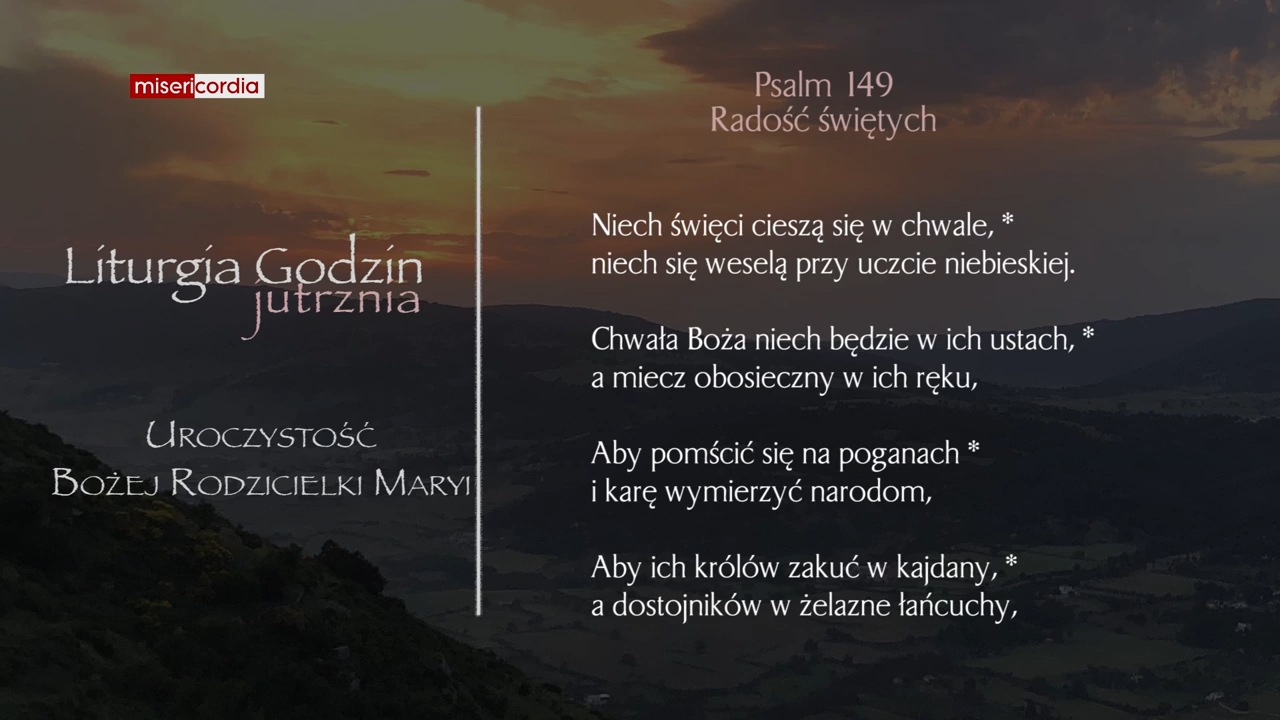 misericordia
Liturgia Godzin
jutrznia
Uroczystość
Bożej Rodzicielki Maryi
Psalm 149
Radość świętych
Niech święci cieszą się w chwale, *
niech się weselą przy uczcie niebieskiej.
Chwała Boża niech będzie w ich ustach, *
a miecz obosieczny w ich ręku,
Aby pomścić się na poganach *
i karę wymierzyć narodom,
Aby ich królów zakuć w kajdany, *
a dostojników w żelazne łańcuchy,